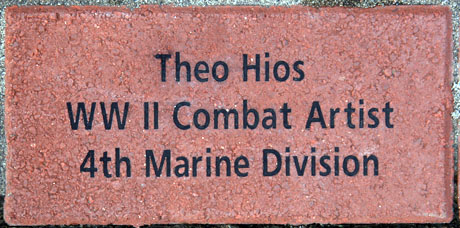 Theo Hios
WW II Combat Artist
4th Marine Division